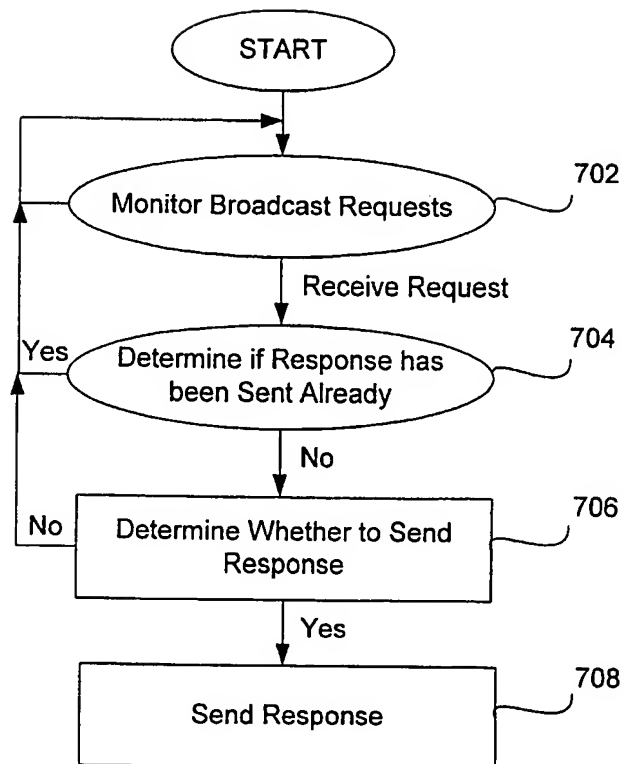 START
702
Monitor Broadcast Requests
Receive Request
704
Yes
Determine if Response has
been Sent Already
No
706
No
Determine Whether to Send
Response
Yes
708
Send Response